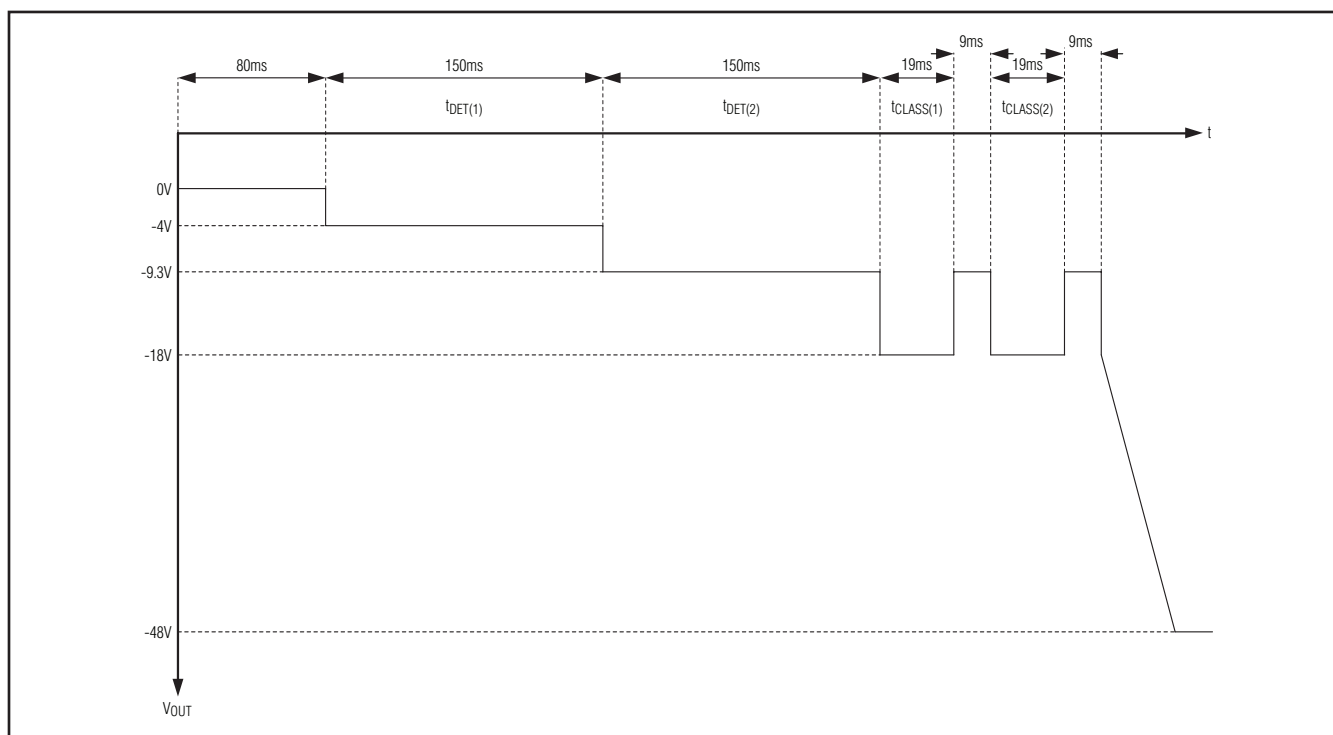 9ms 9ms
80ms 150ms 150ms 19ms 19ms
tDET(1) tDET(2) tCLASS(1) tCLASS(2)
t
0V
-4V
-9.3V
-18V
-48V
VOUT